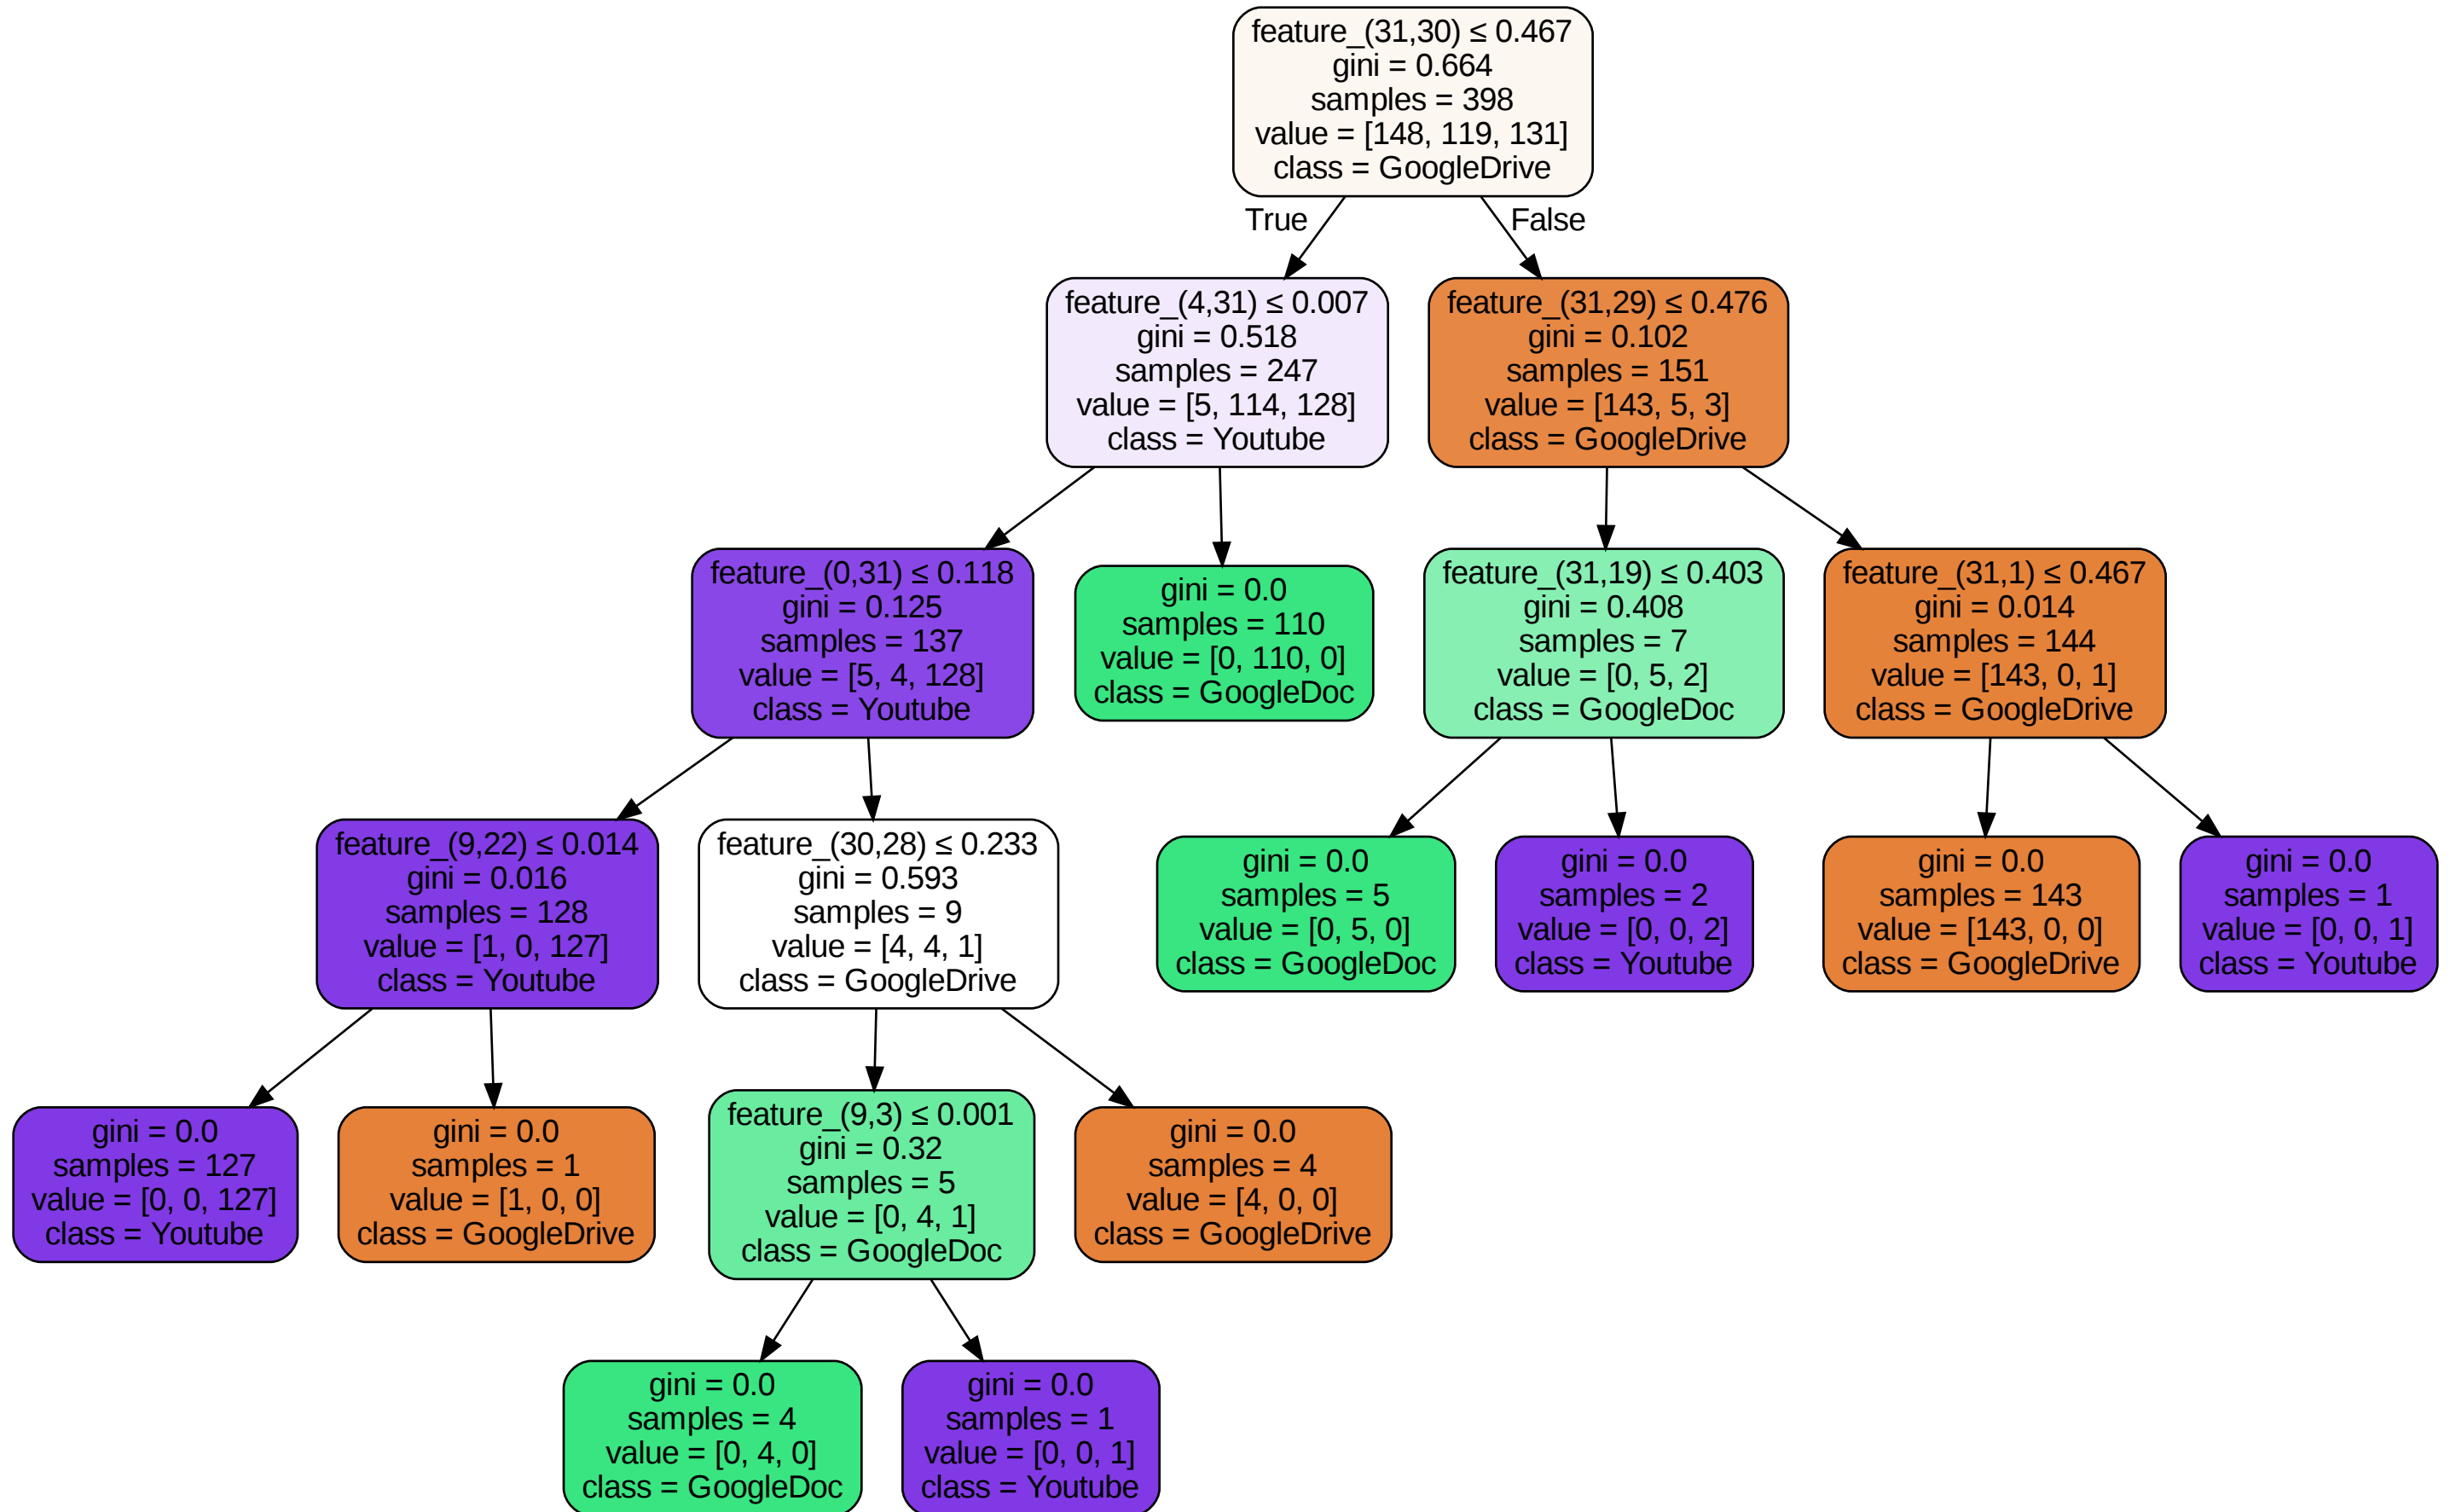 feature_(31,30) ≤ 0.467
gini = 0.664
samples = 398
value = [148, 119, 131]
class = GoogleDrive
True
False
feature_(4,31) ≤ 0.007
gini = 0.518
samples = 247
value = [5, 114, 128]
class = Youtube
feature_(31,29) ≤ 0.476
gini = 0.102
samples = 151
value = [143, 5, 3]
class = GoogleDrive
feature_(0,31) ≤ 0.118
gini = 0.125
samples = 137
value = [5, 4, 128]
class = Youtube
gini = 0.0
samples = 110
value = [0, 110, 0]
class = GoogleDoc
feature_(31,19) ≤ 0.403
gini = 0.408
samples = 7
value = [0, 5, 2]
class = GoogleDoc
feature_(31,1) ≤ 0.467
gini = 0.014
samples = 144
value = [143, 0, 1]
class = GoogleDrive
feature_(9,22) ≤ 0.014
gini = 0.016
samples = 128
value = [1, 0, 127]
class = Youtube
feature_(30,28) ≤ 0.233
gini = 0.593
samples = 9
value = [4, 4, 1]
class = GoogleDrive
gini = 0.0
samples = 5
value = [0, 5, 0]
class = GoogleDoc
gini = 0.0
samples = 2
value = [0, 0, 2]
class = Youtube
gini = 0.0
samples = 143
value = [143, 0, 0]
class = GoogleDrive
gini = 0.0
samples = 1
value = [0, 0, 1]
class = Youtube
gini = 0.0
samples = 127
value = [0, 0, 127]
class = Youtube
gini = 0.0
samples = 1
value = [1, 0, 0]
class = GoogleDrive
feature_(9,3) ≤ 0.001
gini = 0.32
samples = 5
value = [0, 4, 1]
class = GoogleDoc
gini = 0.0
samples = 4
value = [4, 0, 0]
class = GoogleDrive
gini = 0.0
samples = 4
value = [0, 4, 0]
class = GoogleDoc
gini = 0.0
samples = 1
value = [0, 0, 1]
class = Youtube